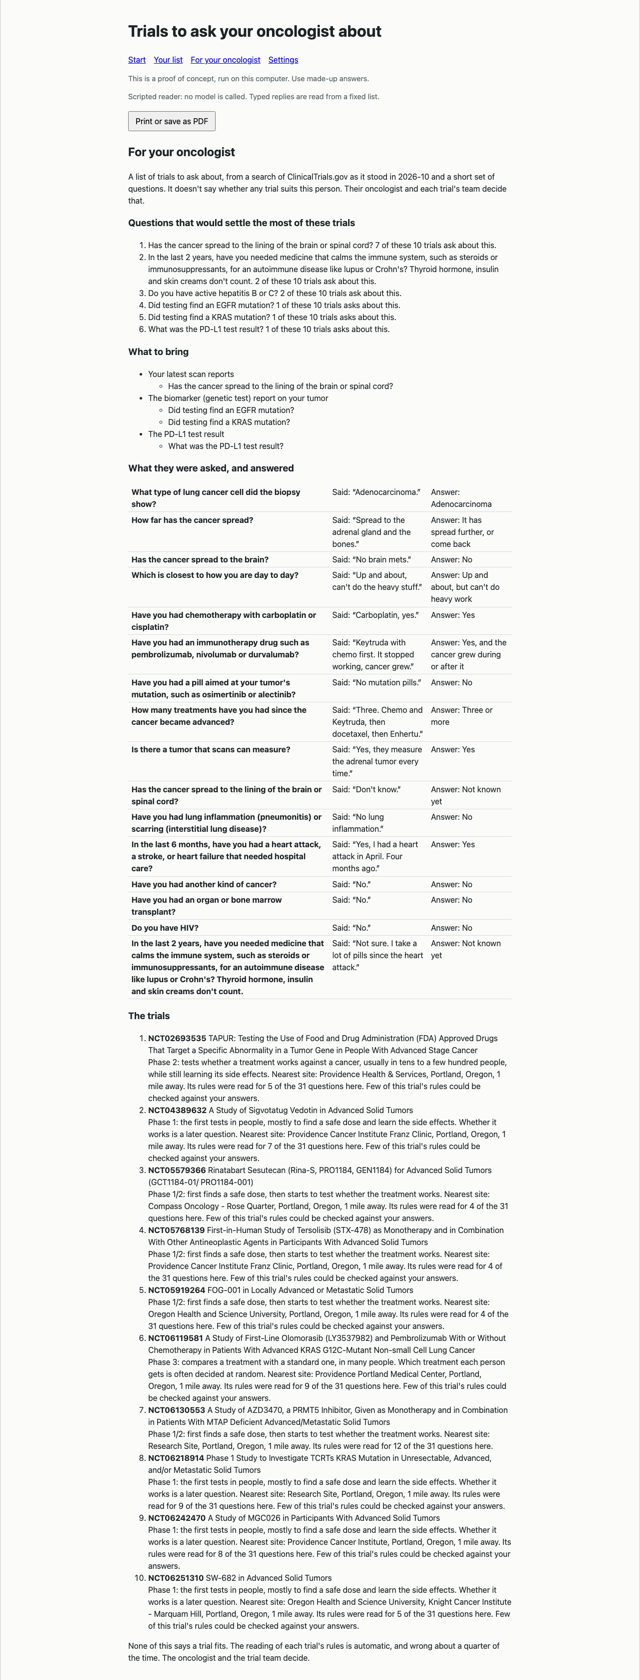 Trials to ask your oncologist about
Start Your list For your oncologist Settings
This is a proof of concept, run on this computer. Use made-up answers.
Scripted reader: no model is called. Typed replies are read from a fixed list.
Print or save as PDF
For your oncologist
A list of trials to ask about, from a search of ClinicalTrials.gov as it stood in 2026-10 and a short set of
questions. It doesn't say whether any trial suits this person. Their oncologist and each trial's team decide
that.
Questions that would settle the most of these trials
1. Has the cancer spread to the lining of the brain or spinal cord? 7 of these 10 trials ask about this.
2. In the last 2 years, have you needed medicine that calms the immune system, such as steroids or
immunosuppressants, for an autoimmune disease like lupus or Crohn's? Thyroid hormone, insulin
and skin creams don't count. 2 of these 10 trials ask about this.
3. Do you have active hepatitis B or C? 2 of these 10 trials ask about this.
4. Did testing find an EGFR mutation? 1 of these 10 trials asks about this.
5. Did testing find a KRAS mutation? 1 of these 10 trials asks about this.
6. What was the PD-L1 test result? 1 of these 10 trials asks about this.
What to bring
• Your latest scan reports
◦ Has the cancer spread to the lining of the brain or spinal cord?
• The biomarker (genetic test) report on your tumor
◦ Did testing find an EGFR mutation?
◦ Did testing find a KRAS mutation?
• The PD-L1 test result
◦ What was the PD-L1 test result?
What they were asked, and answered
What type of lung cancer cell did the biopsy Said: "Adenocarcinoma." Answer:
show? Adenocarcinoma
How far has the cancer spread? Said: "Spread to the Answer: It has
adrenal gland and the spread further, or
bones." come back
Has the cancer spread to the brain? Said: "No brain mets." Answer: No
Which is closest to how you are day to day? Said: "Up and about, Answer: Up and
can't do the heavy stuff." about, but can't do
heavy work
Have you had chemotherapy with carboplatin or Said: "Carboplatin, yes." Answer: Yes
cisplatin?
Have you had an immunotherapy drug such as Said: "Keytruda with Answer: Yes, and the
pembrolizumab, nivolumab or durvalumab? chemo first. It stopped cancer grew during
working, cancer grew." or after it
Have you had a pill aimed at your tumor's Said: "No mutation pills." Answer: No
mutation, such as osimertinib or alectinib?
How many treatments have you had since the Said: "Three. Chemo and Answer: Three or
cancer became advanced? Keytruda, then more
docetaxel, then Enhertu."
Is there a tumor that scans can measure? Said: "Yes, they measure Answer: Yes
the adrenal tumor every
time."
Has the cancer spread to the lining of the brain or Said: "Don't know." Answer: Not known
spinal cord? yet
Have you had lung inflammation (pneumonitis) or Said: "No lung Answer: No
scarring (interstitial lung disease)? inflammation."
In the last 6 months, have you had a heart attack, Said: "Yes, I had a heart Answer: Yes
a stroke, or heart failure that needed hospital attack in April. Four
care? months ago."
Have you had another kind of cancer? Said: "No." Answer: No
Have you had an organ or bone marrow Said: "No." Answer: No
transplant?
Do you have HIV? Said: "No." Answer: No
In the last 2 years, have you needed medicine that Said: "Not sure. I take a Answer: Not known
calms the immune system, such as steroids or lot of pills since the heart yet
immunosuppressants, for an autoimmune disease attack."
like lupus or Crohn's? Thyroid hormone, insulin
and skin creams don't count.
The trials
1. NCT02693535 TAPUR: Testing the Use of Food and Drug Administration (FDA) Approved Drugs
That Target a Specific Abnormality in a Tumor Gene in People With Advanced Stage Cancer
Phase 2: tests whether a treatment works against a cancer, usually in tens to a few hundred people,
while still learning its side effects. Nearest site: Providence Health & Services, Portland, Oregon, 1
mile away. Its rules were read for 5 of the 31 questions here. Few of this trial's rules could be
checked against your answers.
2. NCT04389632 A Study of Sigvotatug Vedotin in Advanced Solid Tumors
Phase 1: the first tests in people, mostly to find a safe dose and learn the side effects. Whether it
works is a later question. Nearest site: Providence Cancer Institute Franz Clinic, Portland, Oregon, 1
mile away. Its rules were read for 7 of the 31 questions here. Few of this trial's rules could be
checked against your answers.
3. NCT05579366 Rinatabart Sesutecan (Rina-S, PRO1184, GEN1184) for Advanced Solid Tumors
(GCT1184-01/ PRO1184-001)
Phase 1/2: first finds a safe dose, then starts to test whether the treatment works. Nearest site:
Compass Oncology - Rose Quarter, Portland, Oregon, 1 mile away. Its rules were read for 4 of the 31
questions here. Few of this trial's rules could be checked against your answers.
4. NCT05768139 First-in-Human Study of Tersolisib (STX-478) as Monotherapy and in Combination
With Other Antineoplastic Agents in Participants With Advanced Solid Tumors
Phase 1/2: first finds a safe dose, then starts to test whether the treatment works. Nearest site:
Providence Cancer Institute Franz Clinic, Portland, Oregon, 1 mile away. Its rules were read for 4 of
the 31 questions here. Few of this trial's rules could be checked against your answers.
5. NCT05919264 FOG-001 in Locally Advanced or Metastatic Solid Tumors
Phase 1/2: first finds a safe dose, then starts to test whether the treatment works. Nearest site:
Oregon Health and Science University, Portland, Oregon, 1 mile away. Its rules were read for 4 of the
31 questions here. Few of this trial's rules could be checked against your answers.
6. NCT06119581 A Study of First-Line Olomorasib (LY3537982) and Pembrolizumab With or Without
Chemotherapy in Patients With Advanced KRAS G12C-Mutant Non-small Cell Lung Cancer
Phase 3: compares a treatment with a standard one, in many people. Which treatment each person
gets is often decided at random. Nearest site: Providence Portland Medical Center, Portland,
Oregon, 1 mile away. Its rules were read for 9 of the 31 questions here. Few of this trial's rules could
be checked against your answers.
7. NCT06130553 A Study of AZD3470, a PRMT5 Inhibitor, Given as Monotherapy and in Combination
in Patients With MTAP Deficient Advanced/Metastatic Solid Tumors
Phase 1/2: first finds a safe dose, then starts to test whether the treatment works. Nearest site:
Research Site, Portland, Oregon, 1 mile away. Its rules were read for 12 of the 31 questions here.
8. NCT06218914 Phase 1 Study to Investigate TCRTs KRAS Mutation in Unresectable, Advanced,
and/or Metastatic Solid Tumors
Phase 1: the first tests in people, mostly to find a safe dose and learn the side effects. Whether it
works is a later question. Nearest site: Research Site, Portland, Oregon, 1 mile away. Its rules were
read for 9 of the 31 questions here. Few of this trial's rules could be checked against your answers.
9. NCT06242470 A Study of MGC026 in Participants With Advanced Solid Tumors
Phase 1: the first tests in people, mostly to find a safe dose and learn the side effects. Whether it
works is a later question. Nearest site: Providence Cancer Institute, Portland, Oregon, 1 mile away. Its
rules were read for 8 of the 31 questions here. Few of this trial's rules could be checked against your
answers.
10. NCT06251310 SW-682 in Advanced Solid Tumors
Phase 1: the first tests in people, mostly to find a safe dose and learn the side effects. Whether it
works is a later question. Nearest site: Oregon Health and Science University, Knight Cancer Institute
- Marquam Hill, Portland, Oregon, 1 mile away. Its rules were read for 5 of the 31 questions here. Few
of this trial's rules could be checked against your answers.
None of this says a trial fits. The reading of each trial's rules is automatic, and wrong about a quarter of
the time. The oncologist and the trial team decide.